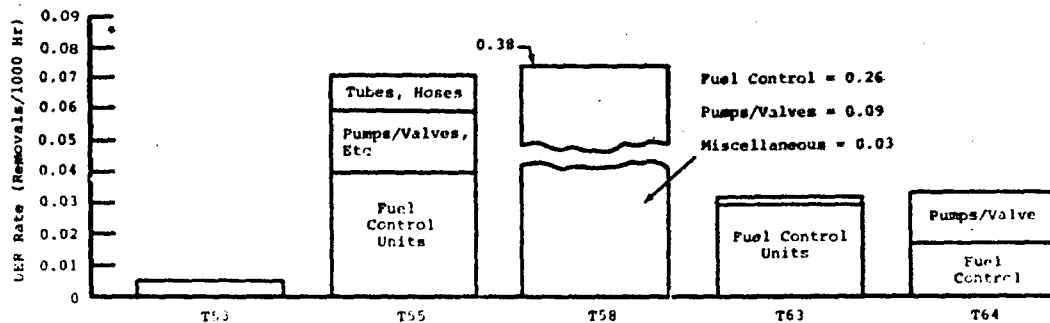 UER Rate (Removals/1000 Hr)
0.09
0.08
0.07
0.06
0.05
0.04
0.03
0.02
0.01
0
Tubes, Hoses
Pumps/Valves,
Etc
Fuel
Control
Units
0.38
Fuel Control = 0.26
Pumps/Valves = 0.09
Miscellaneous = 0.03
Fuel Control
Units
Pumps/Valve
Fuel
Control
T53
T55
T58
T63
T64